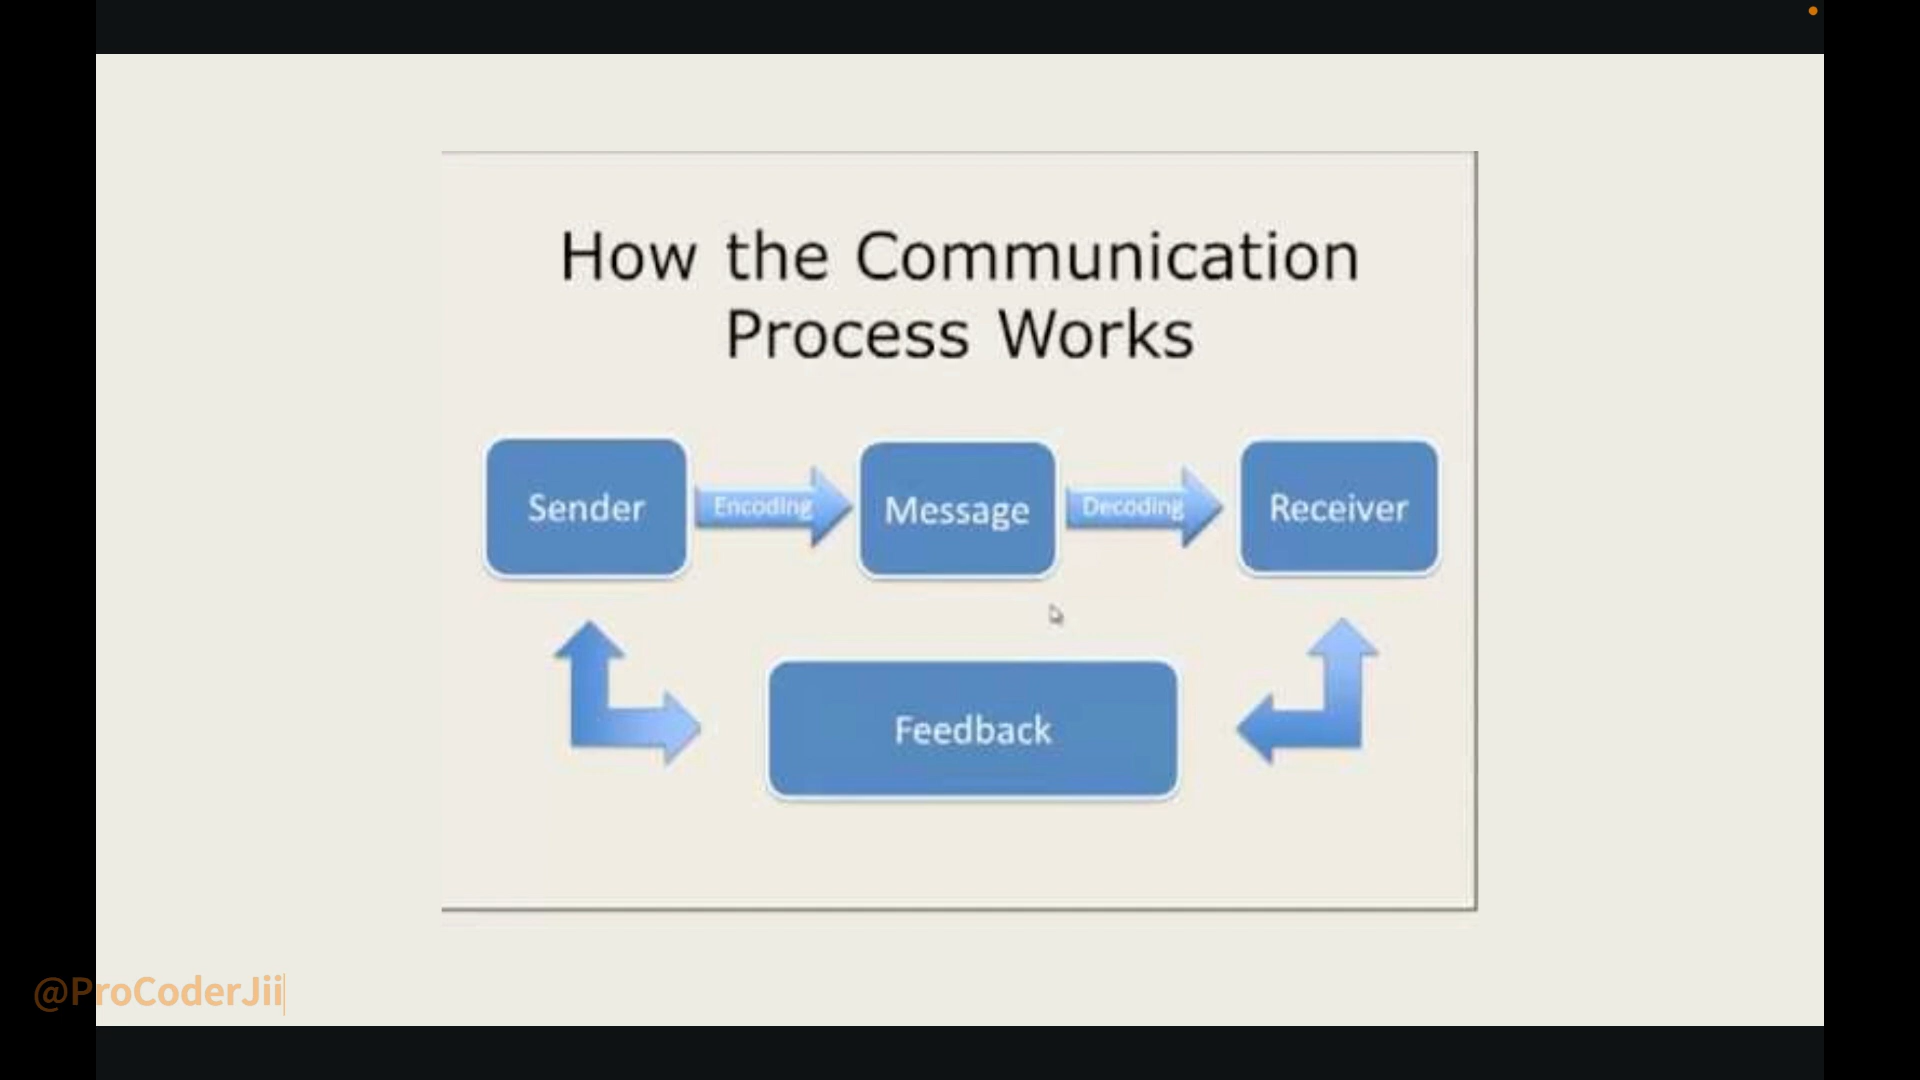 How the Communication
Process Works
Sender
Encoding
Message
Decoding
Receiver
Feedback
@ProCoderJii